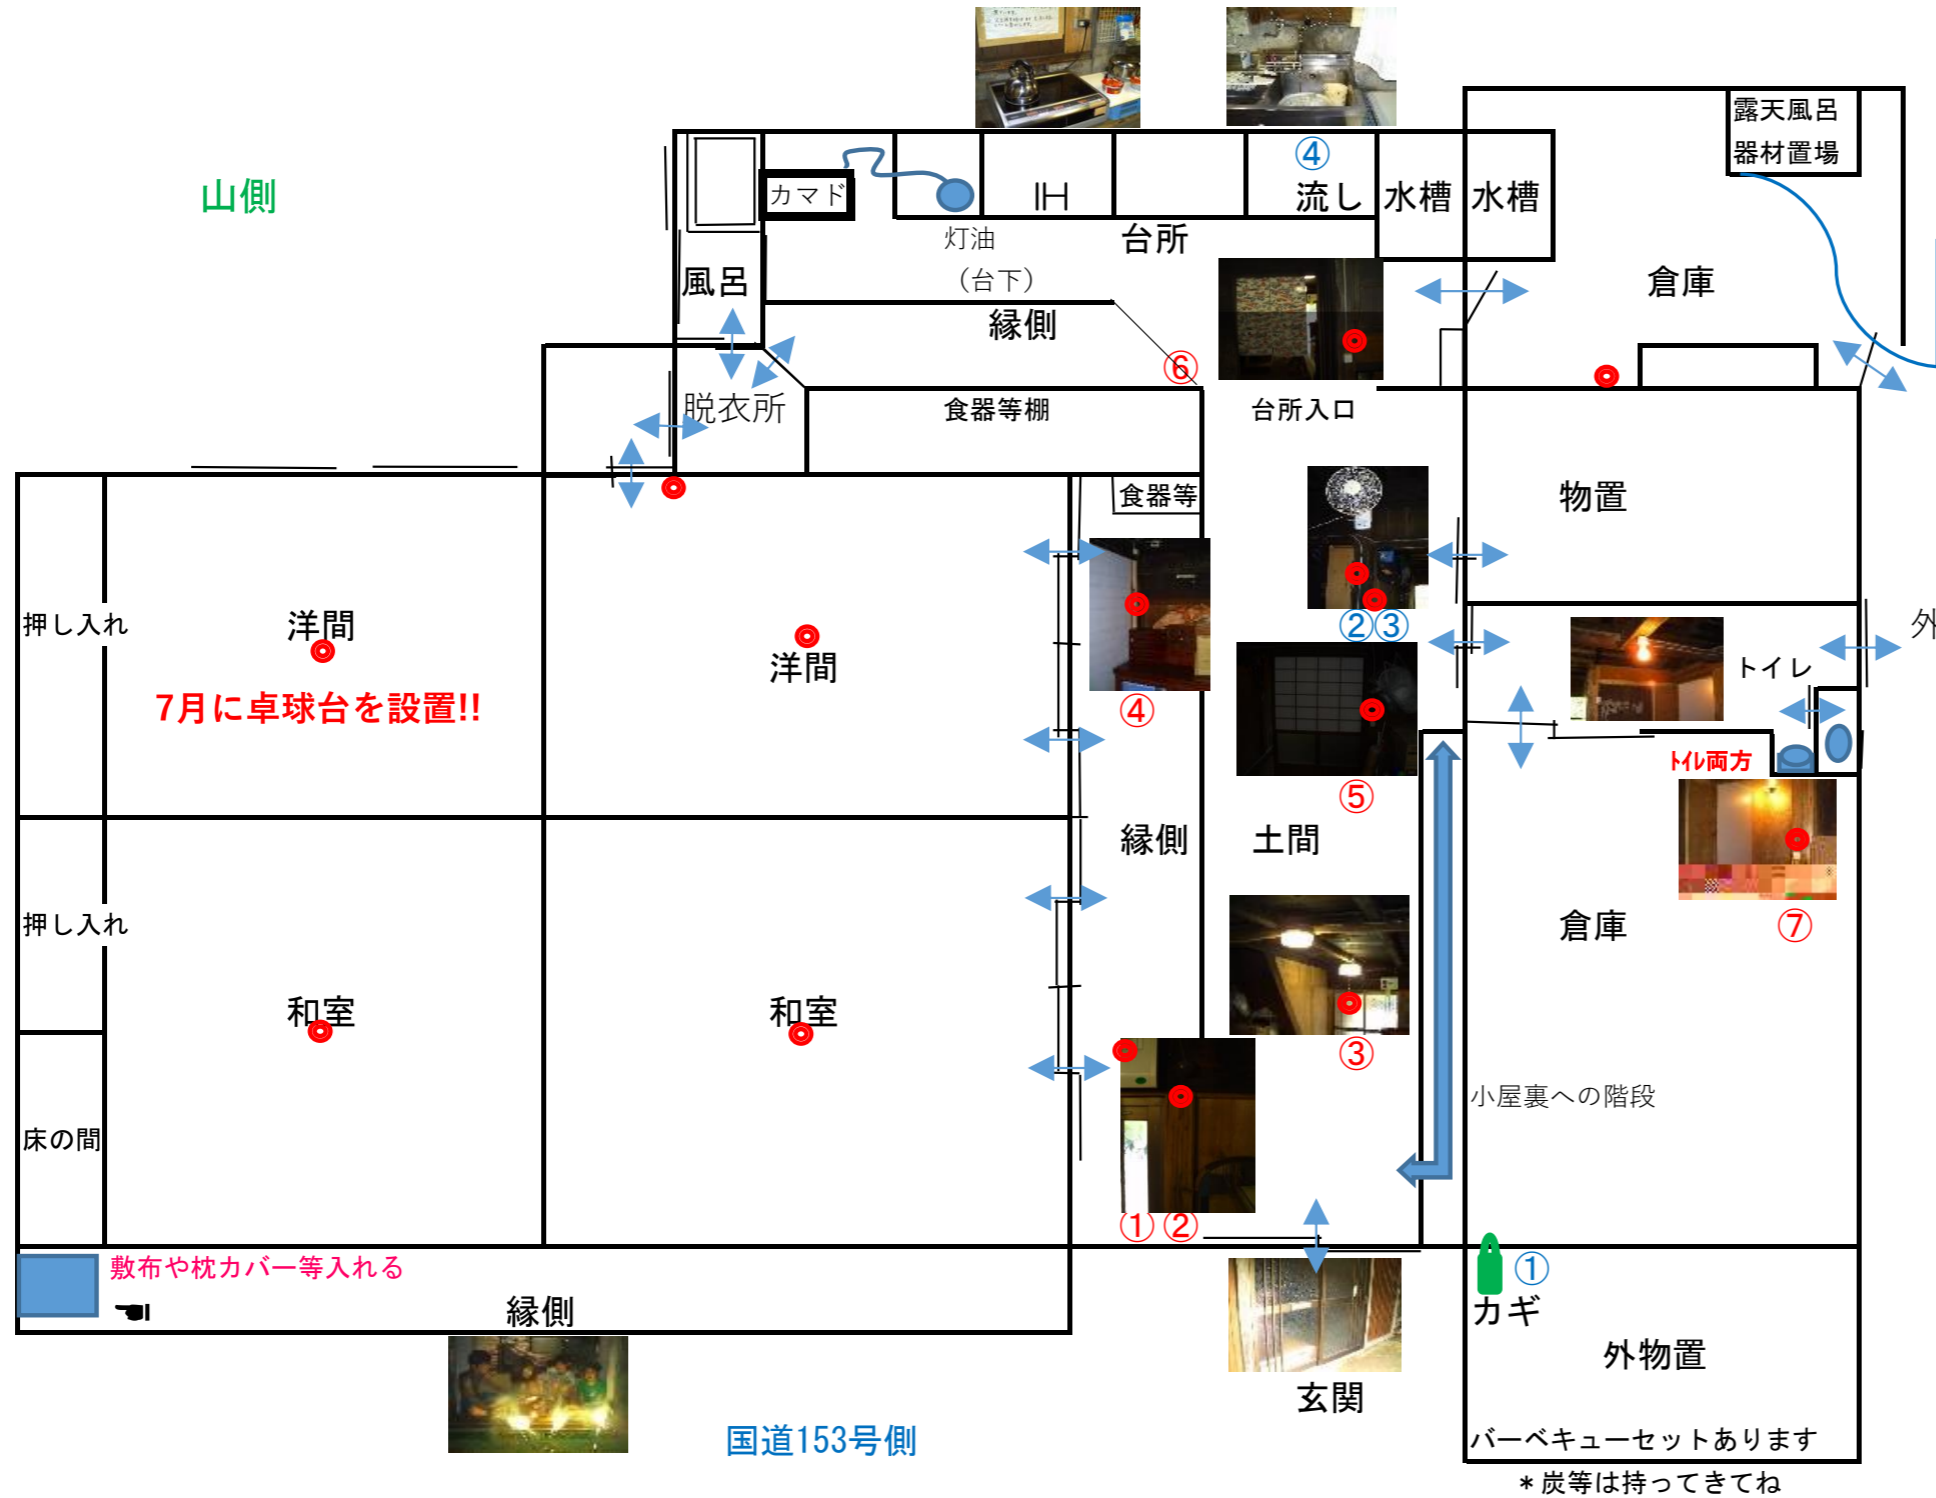 露天風呂
器材置場
山側
カマド
IH
④
流し
水槽
水槽
灯油
(台下)
台所
風呂
縁側
倉庫
⑥
脱衣所
食器等棚
台所入口
食器等
物置
押し入れ
洋間
洋間
②③
外
トイレ
7月に卓球台を設置!!
④
ﾄｲﾚ両方
⑤
縁側
土間
押し入れ
倉庫
⑦
和室
和室
③
小屋裏への階段
床の間
①②
敷布や枕カバー等入れる
①
縁側
カギ
外物置
玄関
国道153号側
バーベキューセットあります
*炭等は持ってきてね